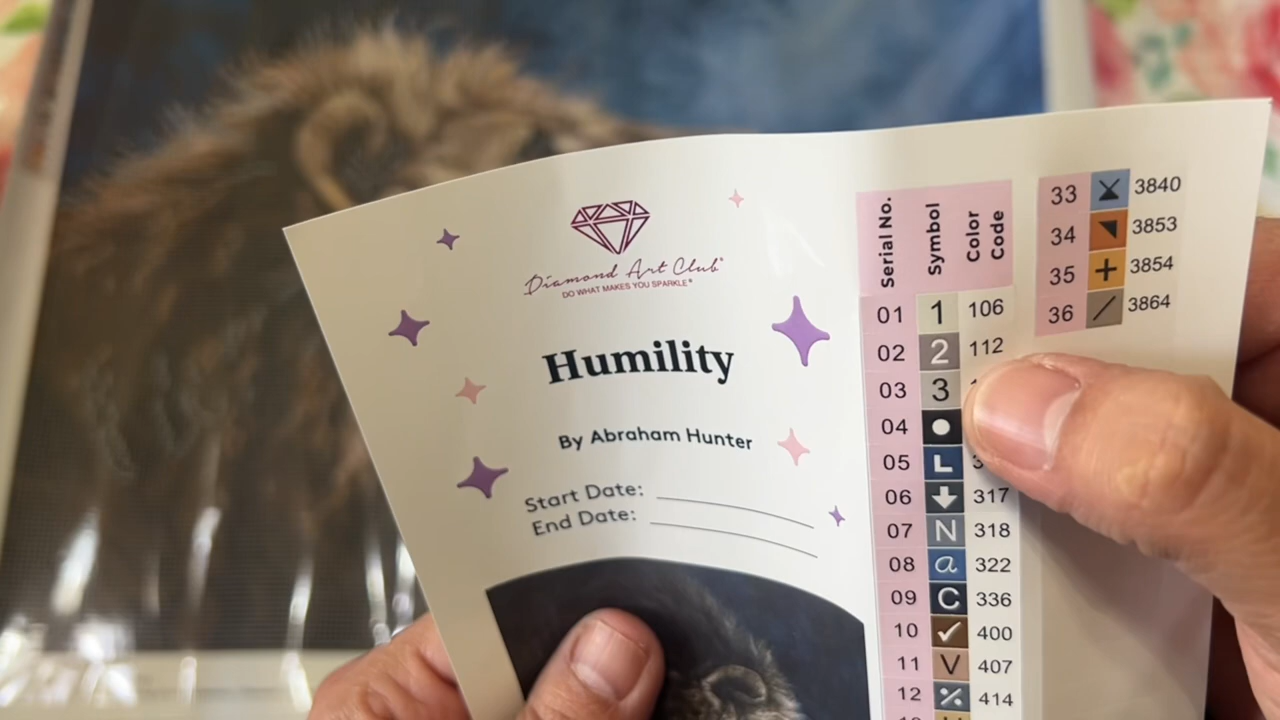 Diamond Art Club®
DO WHAT MAKES YOU SPARKLE®
Humility
By Abraham Hunter
Start Date:
End Date:
Serial No. Symbol Color Code
01 1 106
02 2 112
03 3
04
05 L 3
06 317
07 N 318
08 a 322
09 C 336
10 ✓ 400
11 V 407
12 % 414
33 3840
34 3853
35 + 3854
36 / 3864